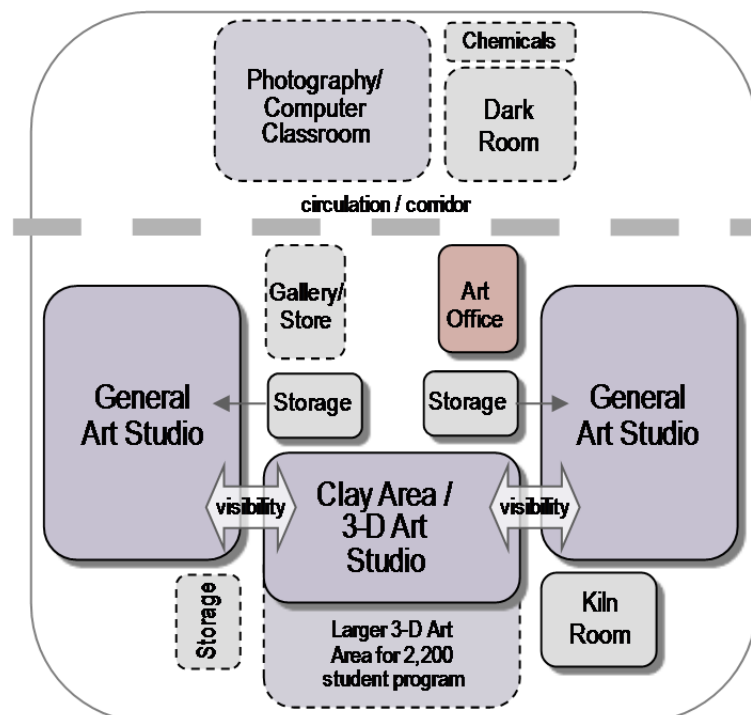 Photography/
Computer
Classroom
Chemicals
Dark
Room
circulation / corridor
Gallery/
Store
Art
Office
General
Art Studio
Storage
Storage
General
Art Studio
visibility
Clay Area /
3-D Art
Studio
visibility
Storage
Larger 3-D Art
Area for 2,200
student program
Kiln
Room